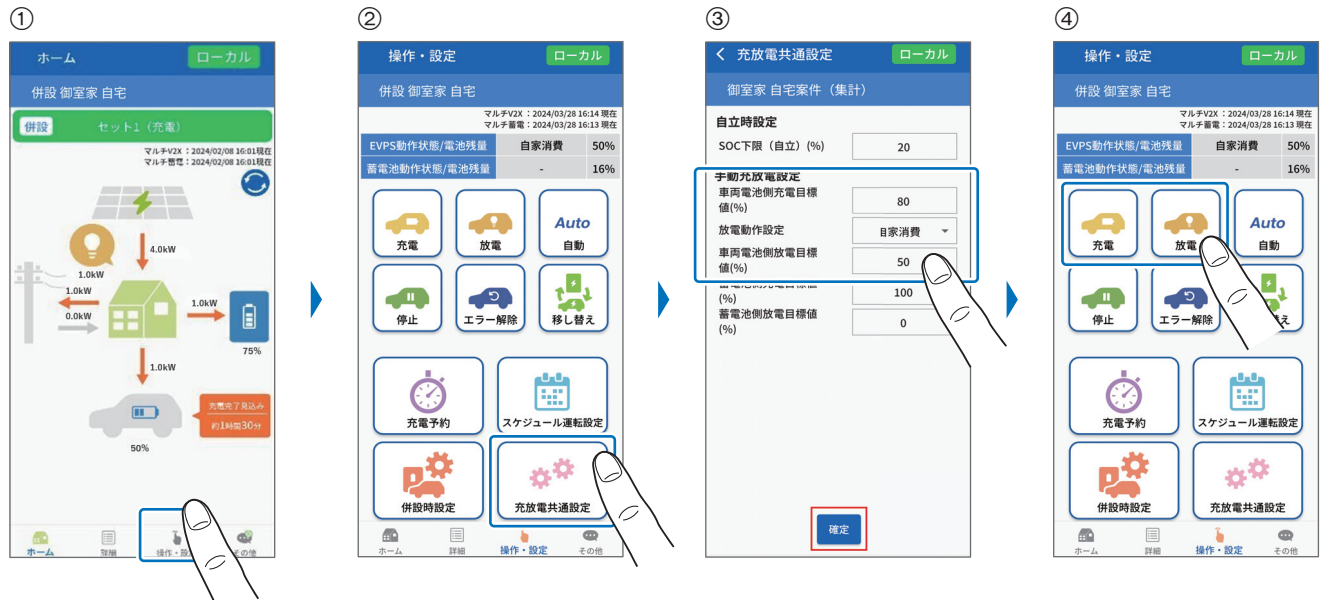 ①
ホーム
ローカル
併設 御室家 自宅
併設
セット1（充電）
マルチV2X ：2024/02/08 16:01現在
マルチ蓄電：2024/02/08 16:01現在
4.0kW
1.0kW
1.0kW
0.0kW
1.0kW
75%
1.0kW
充電完了見込み
約1時間30分
50%
ホーム
詳細
操作・設
その他
②
操作・設定
ローカル
併設 御室家 自宅
マルチV2X ：2024/03/28 16:14 現在
マルチ蓄電：2024/03/28 16:13 現在
EVPS動作状態/電池残量
自家消費
50%
蓄電池動作状態/電池残量
-
16%
充電
放電
Auto
自動
停止
エラー解除
移し替え
充電予約
スケジュール運転設定
併設時設定
充放電共通設定
ホーム
詳細
操作・設定
その他
③
充放電共通設定
ローカル
御室家 自宅案件（集計）
自立時設定
SOC下限（自立）(%)
20
手動充放電設定
車両電池側充電目標
値(%)
80
放電動作設定
自家消費
車両電池側放電目標
値(%)
50
蓄電池側充電目標値
(%)
100
蓄電池側放電目標値
(%)
0
確定
④
操作・設定
ローカル
併設 御室家 自宅
マルチV2X ：2024/03/28 16:14 現在
マルチ蓄電：2024/03/28 16:13 現在
EVPS動作状態/電池残量
自家消費
50%
蓄電池動作状態/電池残量
-
16%
充電
放電
Auto
自動
停止
エラー解除
え
充電予約
スケジュール運転設定
併設時設定
充放電共通設定
ホーム
詳細
操作・設定
その他